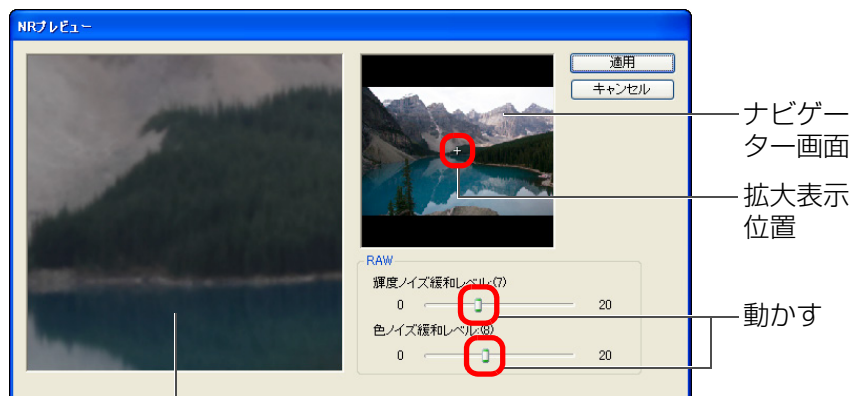 NRプレビュー
適用
キャンセル
ナビゲー
ター画面
拡大表示
位置
RAW
輝度ノイズ緩和レベル:(7)
0 20
動かす
色ノイズ緩和レベル:(8)
0 20